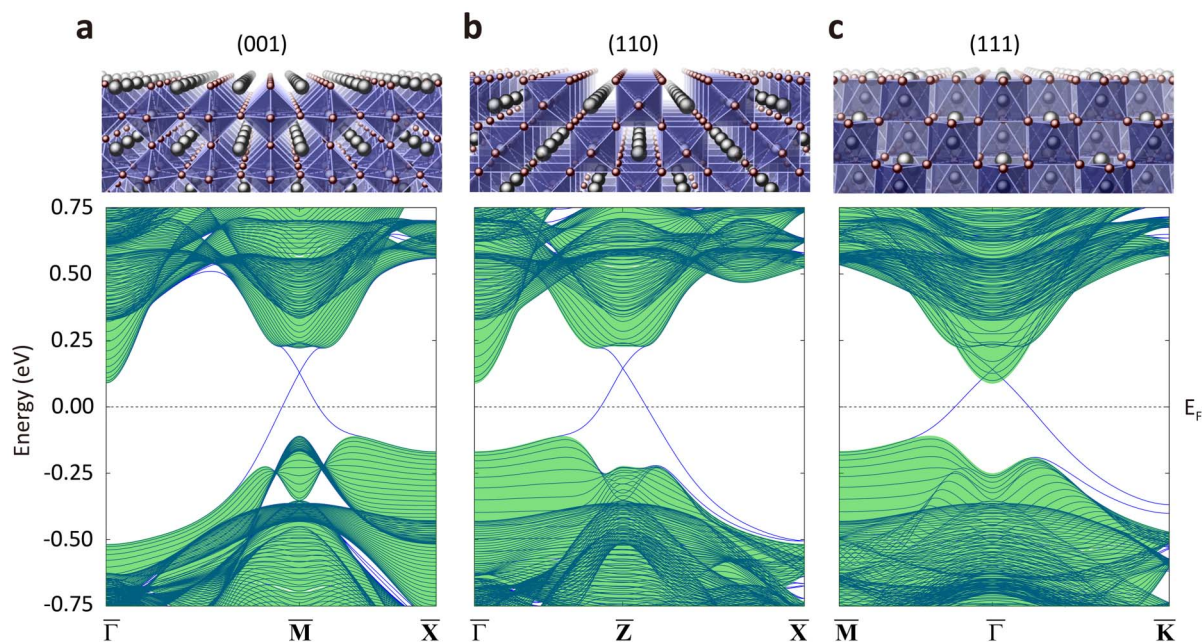 a
(001)
b
(110)
(111)
c
Energy (eV)
0.75
0.50
0.25
0.00
-0.25
-0.50
-0.75
E_F
Γ̅ M̅ X̅
Γ̅ Z̅ X̅
M̅ Γ̅ K̅